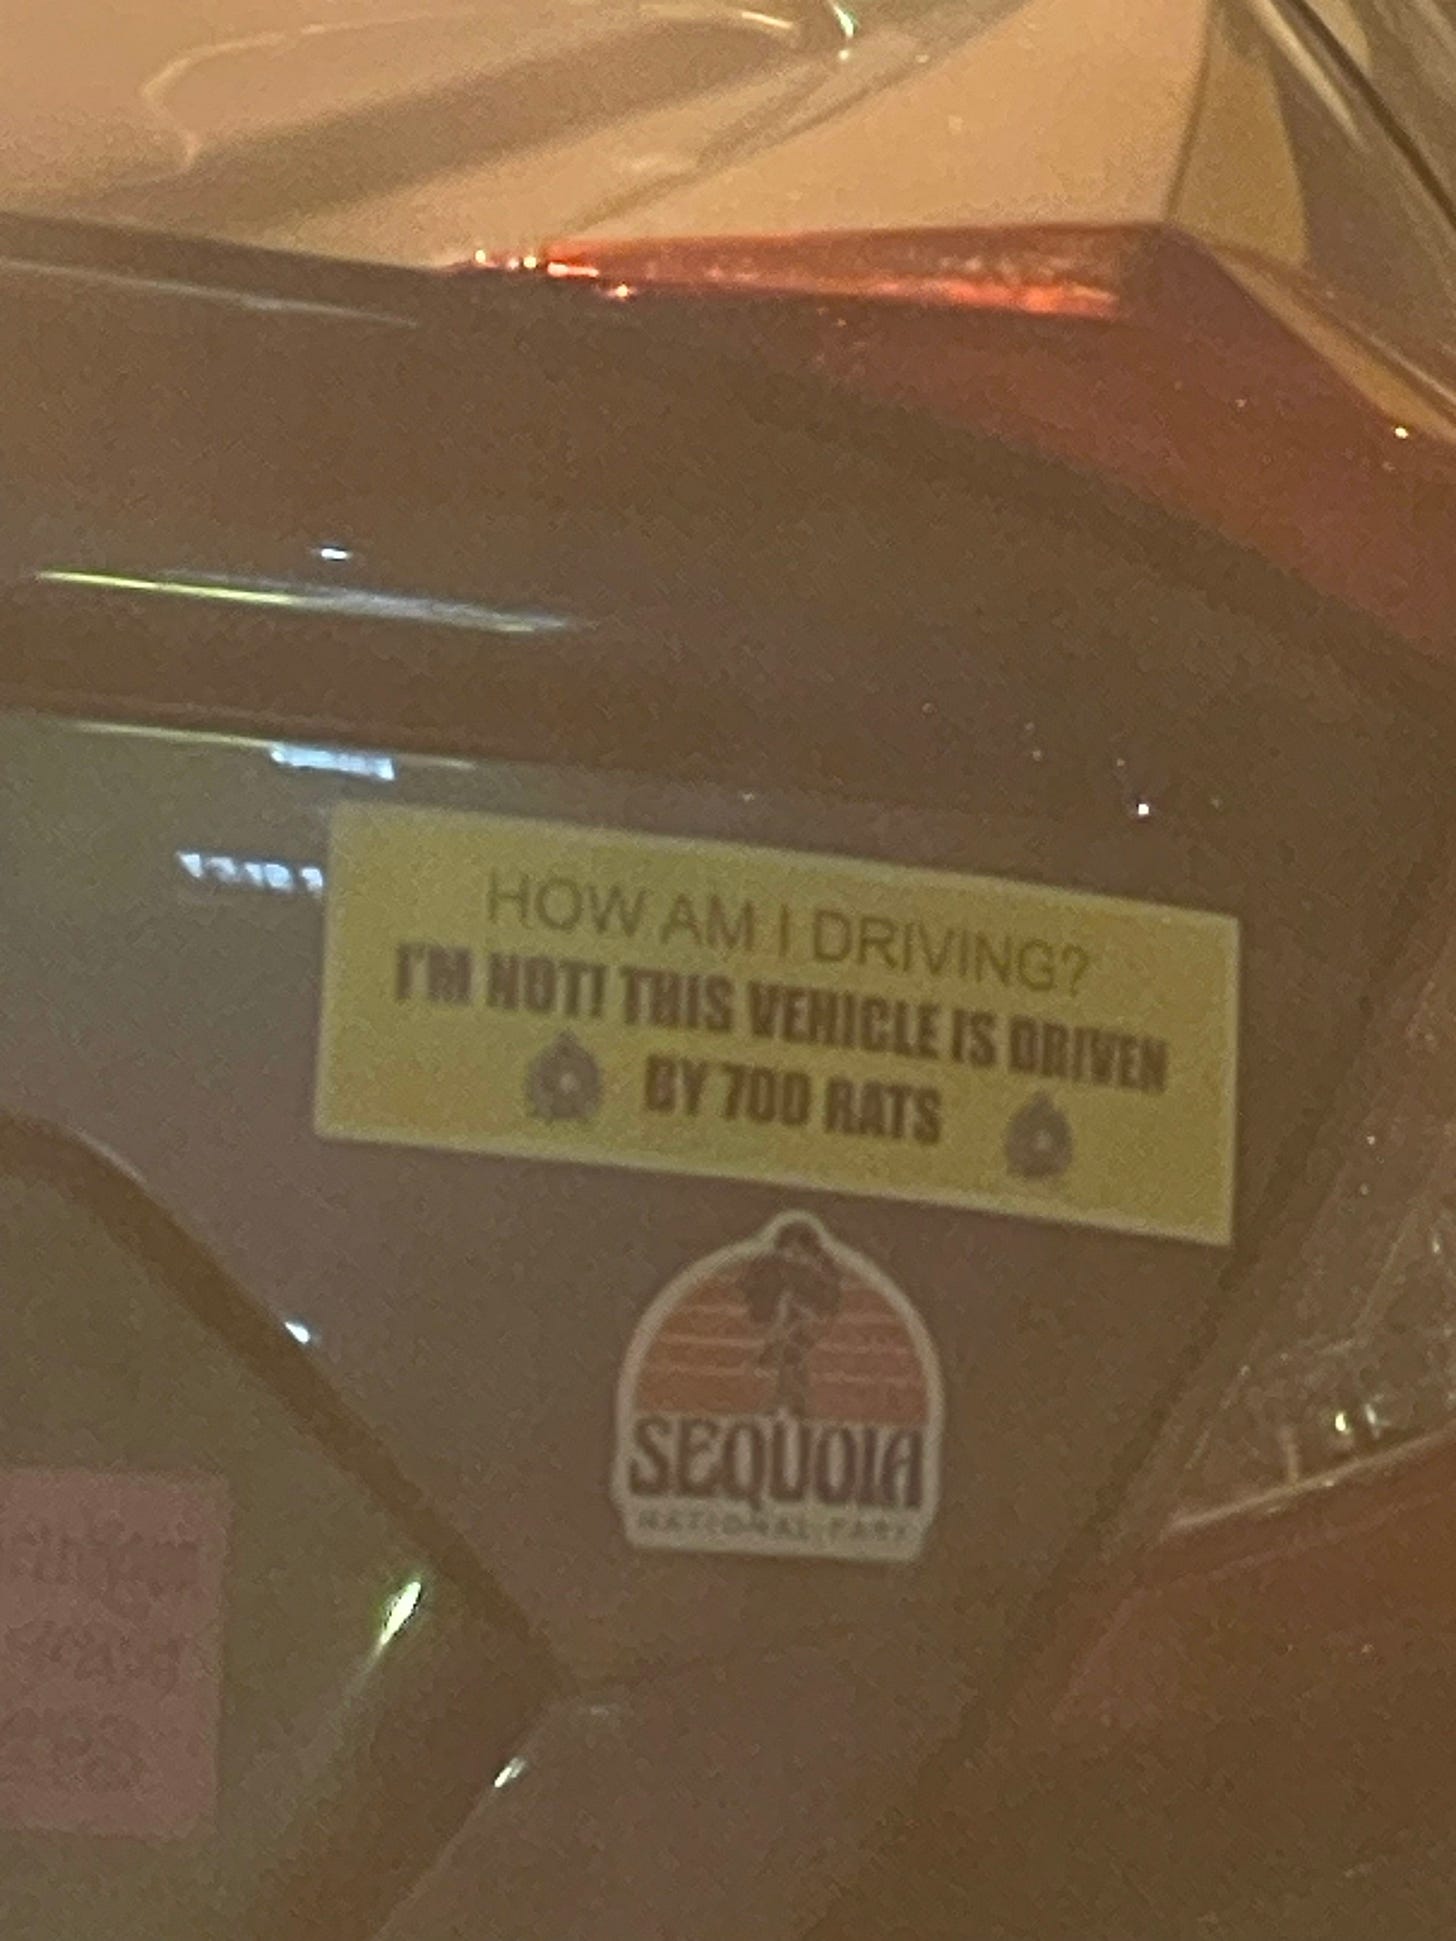 HOW AM I DRIVING?
I'M NOT! THIS VEHICLE IS DRIVEN
BY 700 RATS
SEQUOIA
NATIONAL PARK